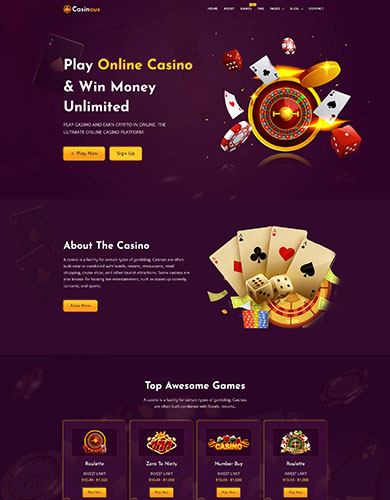 Casinous
HOME ABOUT GAMES FAQ PAGES BLOG CONTACT
Play Online Casino
& Win Money
Unlimited
PLAY CASINO AND EARN CRYPTO IN ONLINE. THE
ULTIMATE ONLINE CASINO PLATFORM.
Play Now Sign Up
About The Casino
A casino is a facility for certain types of gambling. Casinos are often
built near or combined with hotels, resorts, restaurants, retail
shopping, cruise ships, and other tourist attractions. Some casinos are
also known for hosting live entertainment, such as stand-up comedy,
concerts, and sports.
Know More
Top Awesome Games
A casino is a facility for certain types of gambling. Casinos
are often built combined with hotels, resorts,.
Roulette Zero To Ninty Number Buy Roulette
INVEST LIMIT INVEST LIMIT INVEST LIMIT INVEST LIMIT
$10.49 - $1,000 $10.49 - $1,000 $10.49 - $1,000 $10.49 - $1,000
Play Now Play Now Play Now Play Now